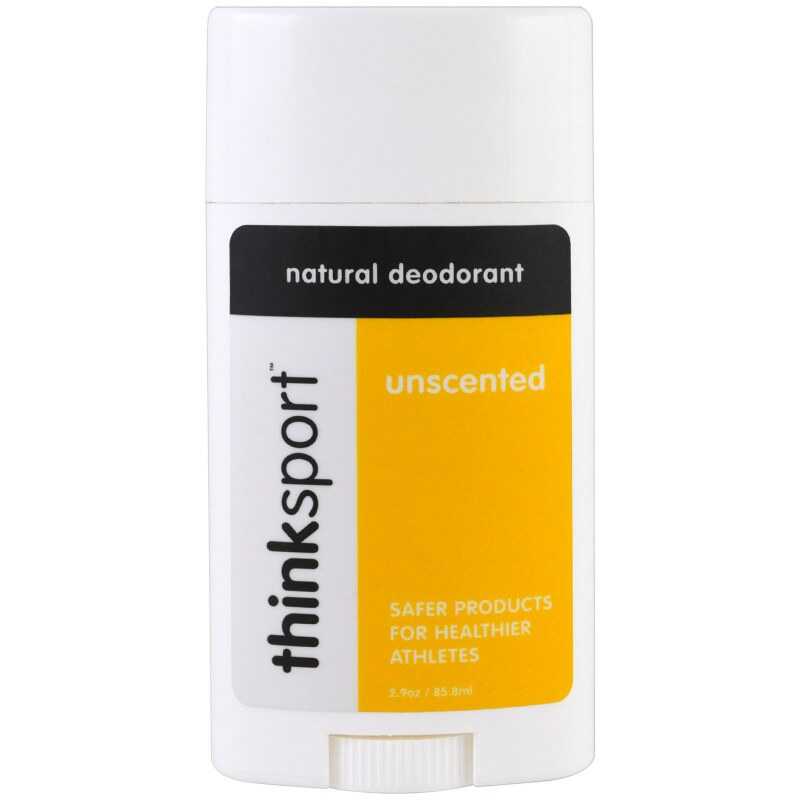 natural deodorant
thinksport™
unscented
SAFER PRODUCTS
FOR HEALTHIER
ATHLETES
2.9oz / 85.8ml